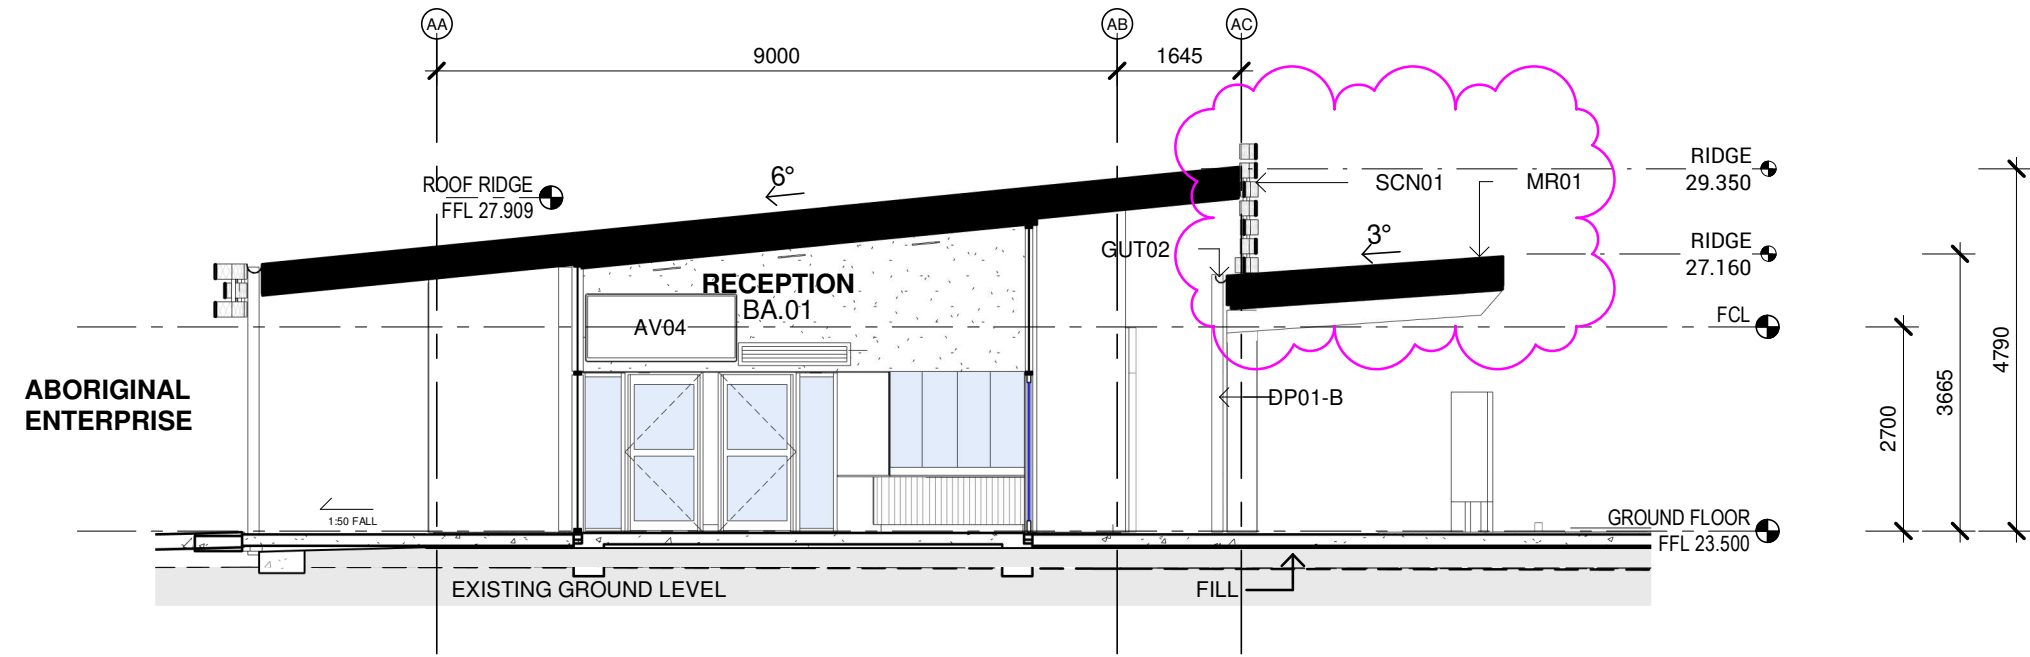 AA
AB
AC
9000
1645
RIDGE
29.350
6°
SCN01
MR01
ROOF RIDGE
FFL 27.909
3°
RIDGE
27.160
GUT02
RECEPTION
BA.01
FCL
AV04
4790
3665
2700
ABORIGINAL
ENTERPRISE
DP01-B
1:50 FALL
GROUND FLOOR
FFL 23.500
EXISTING GROUND LEVEL
FILL